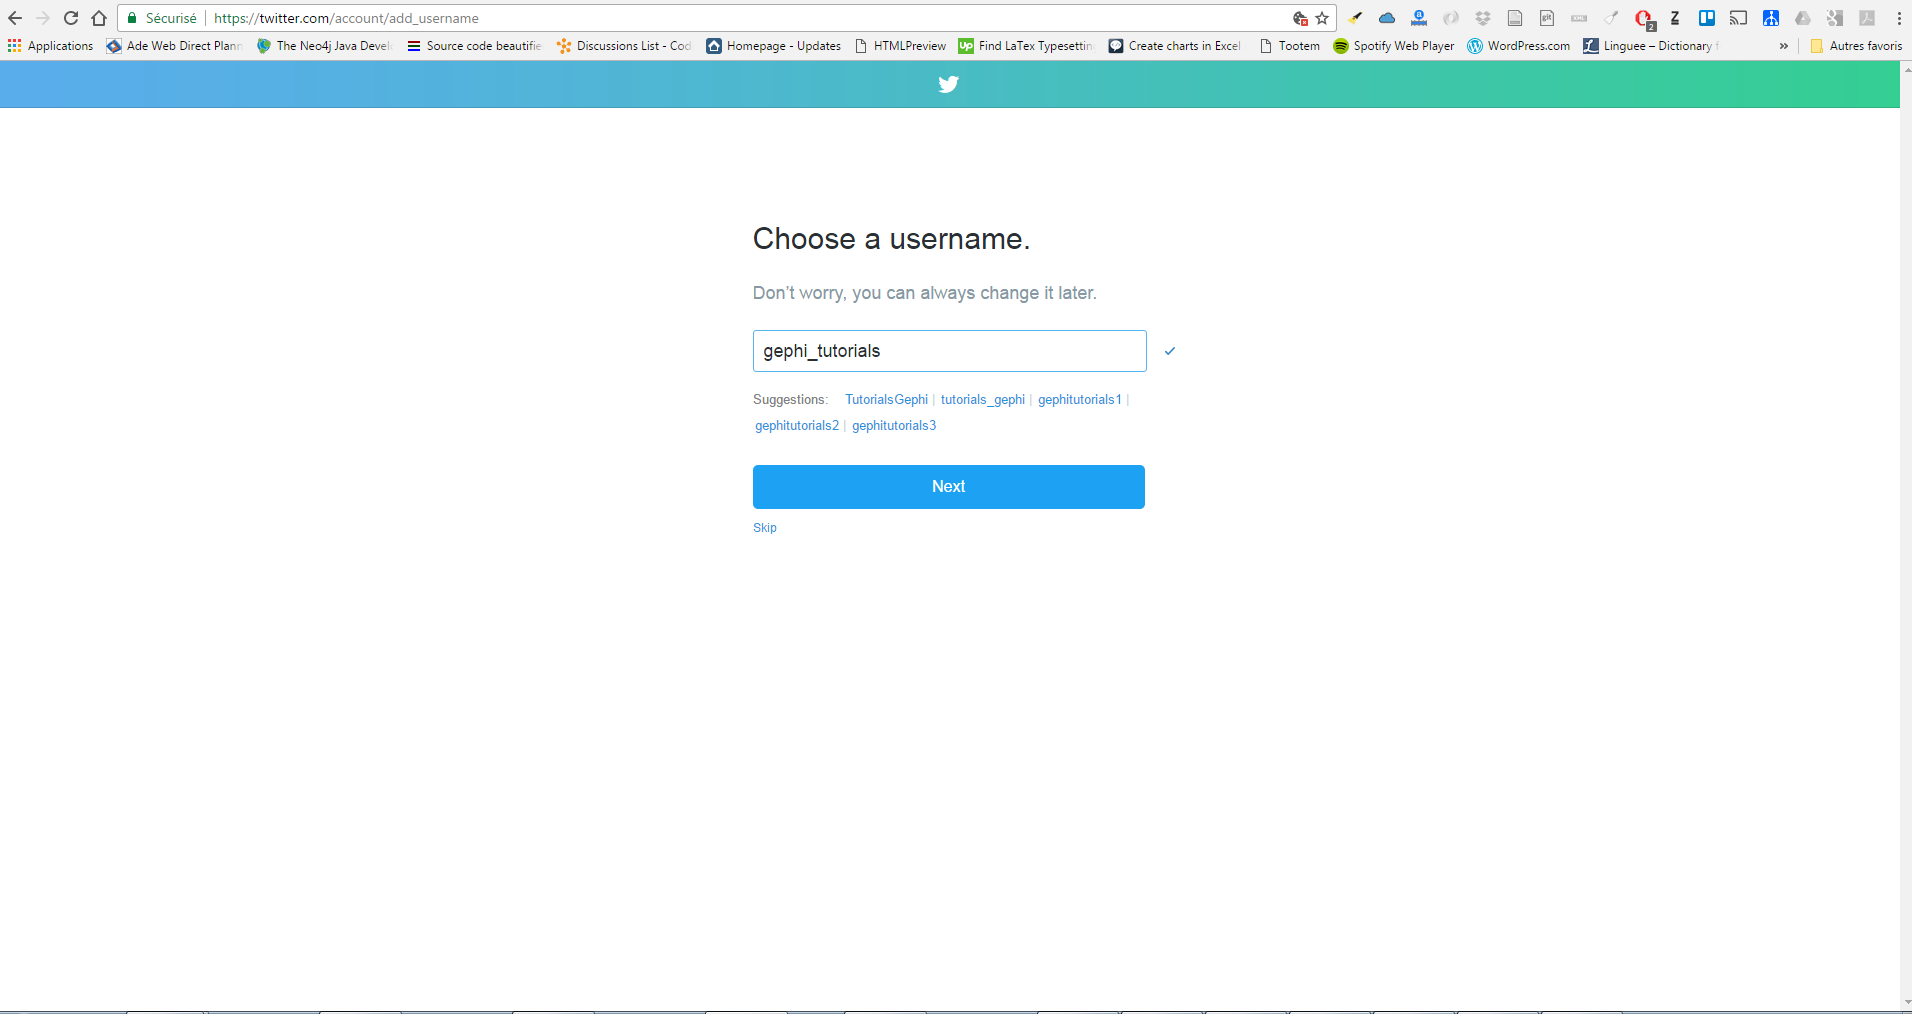 Sécurisé https://twitter.com/account/add_username
Applications Ade Web Direct Plann The Neo4j Java Devel Source code beautifie Discussions List - Cod Homepage - Updates HTMLPreview Find LaTex Typesettin Create charts in Excel Tootem Spotify Web Player WordPress.com Linguee – Dictionary f » Autres favoris
Choose a username.
Don't worry, you can always change it later.
gephi_tutorials
Suggestions: TutorialsGephi | tutorials_gephi | gephitutorials1 |
gephitutorials2 | gephitutorials3
Next
Skip